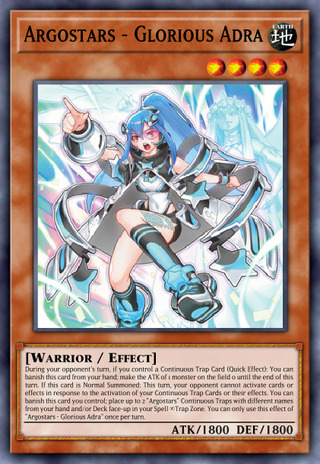 Argostars - Glorious Adra
EARTH
地
[Warrior / Effect]
During your opponent's turn, if you control a Continuous Trap Card (Quick Effect): You can
banish this card from your hand; make the ATK of 1 monster on the field 0 until the end of this
turn. If this card is Normal Summoned: This turn, your opponent cannot activate cards or
effects in response to the activation of your Continuous Trap Cards or their effects. You can
banish this card you control; place up to 2 "Argostars" Continuous Traps with different
names from your hand and/or Deck face-up in your Spell & Trap Zone. You can only use this effect of
"Argostars - Glorious Adra" once per turn.
ATK/1800 DEF/1800